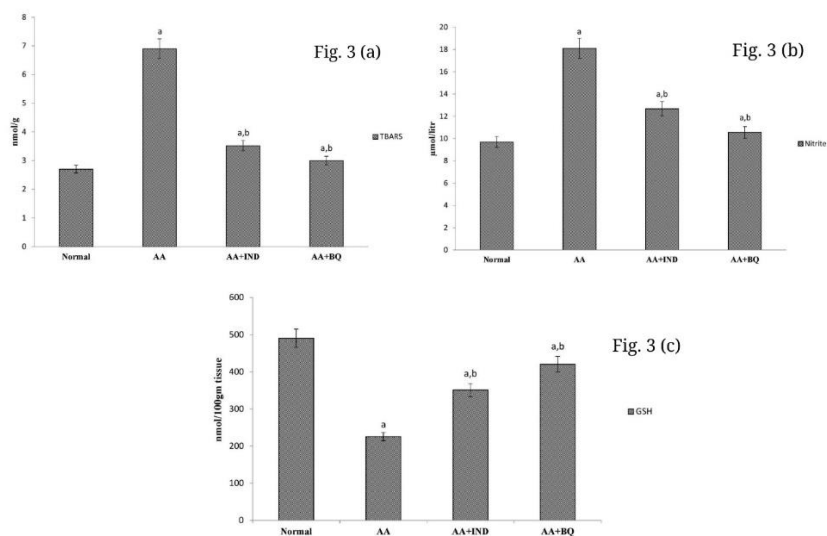 Fig. 3 (a)
8
7
6
5
4
3
2
1
0
nmol/g
a
a,b
a,b
TBARS
Normal AA AA+IND AA+BQ
Fig. 3 (b)
20
18
16
14
12
10
8
6
4
2
0
µmol/litr
a
a,b
a,b
Nitrite
Normal AA AA+IND AA+BQ
Fig. 3 (c)
600
500
400
300
200
100
0
nmol/100gm tissue
a
a,b
a,b
GSH
Normal AA AA+IND AA+BQ